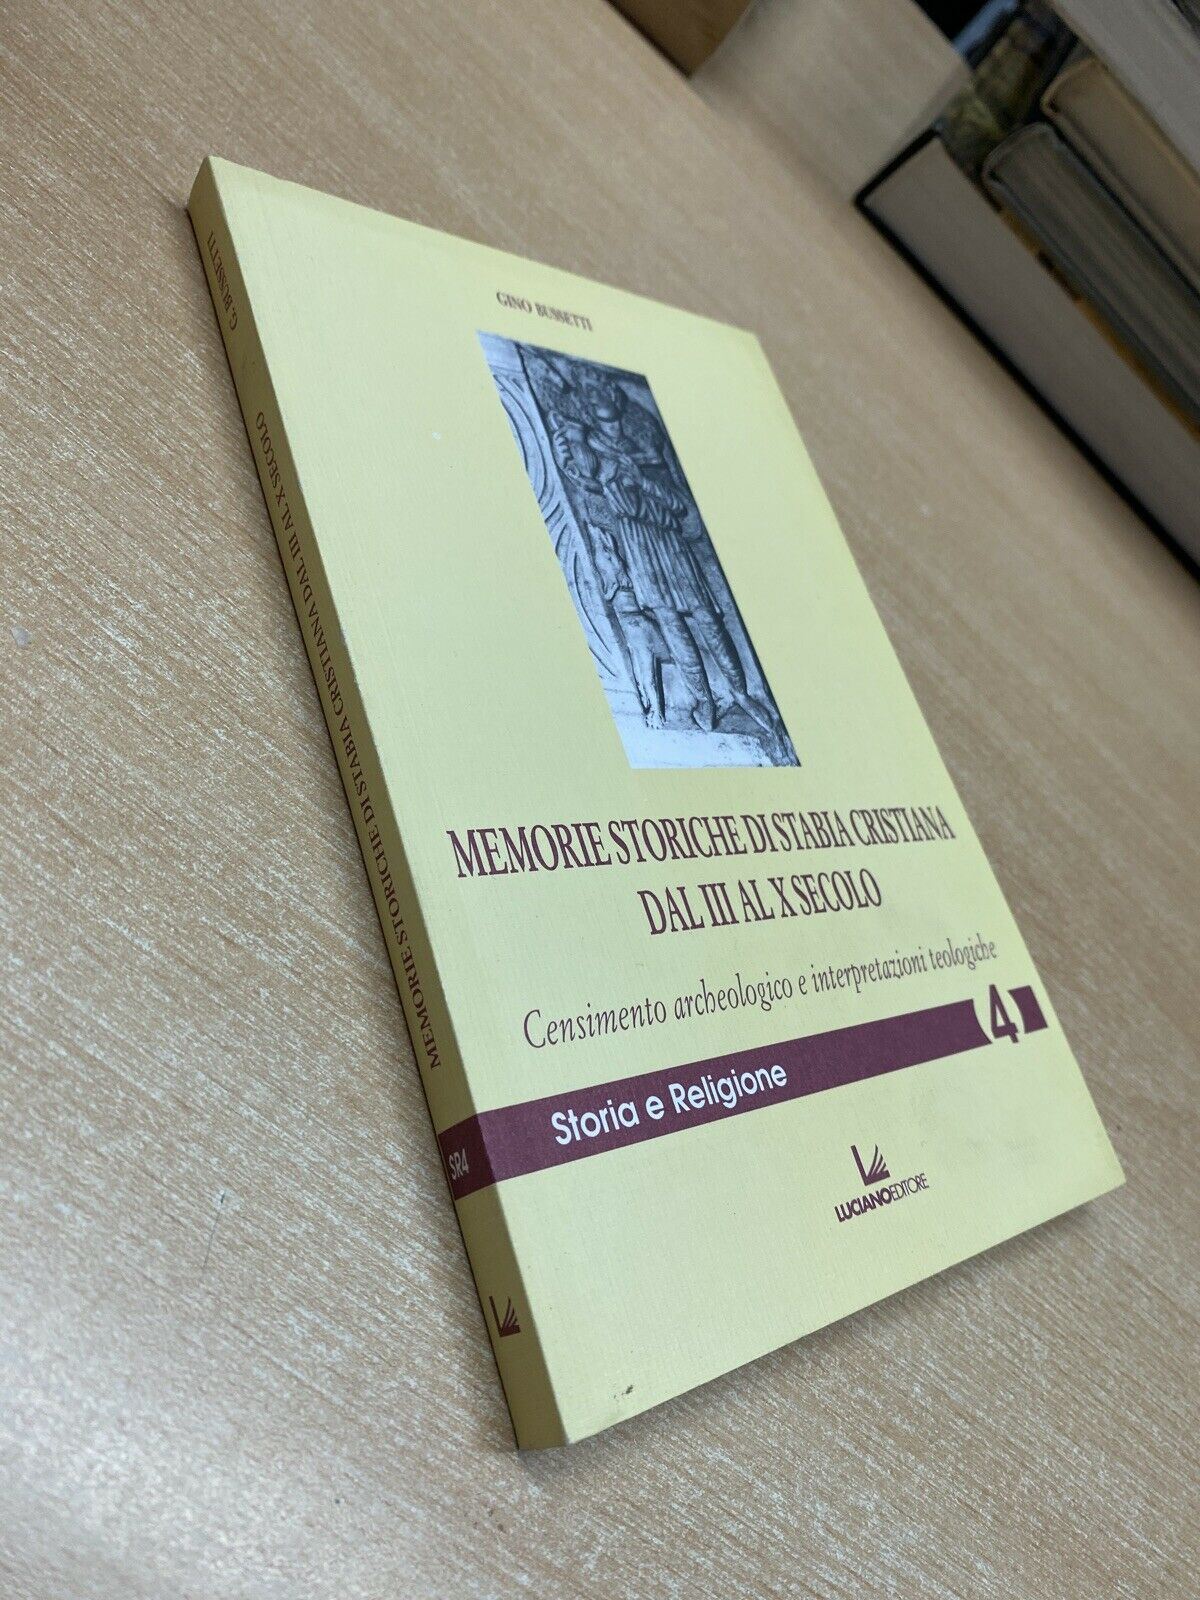 GINO BUSSETTI
MEMORIE STORICHE DI STABIA CRISTIANA
DAL III AL X SECOLO
Censimento archeologico e interpretazioni teologiche
Storia e Religione
4
LUCIANOEDITORE
G. BUSSETTI
MEMORIE STORICHE DI STABIA CRISTIANA DAL III AL X SECOLO
SR4